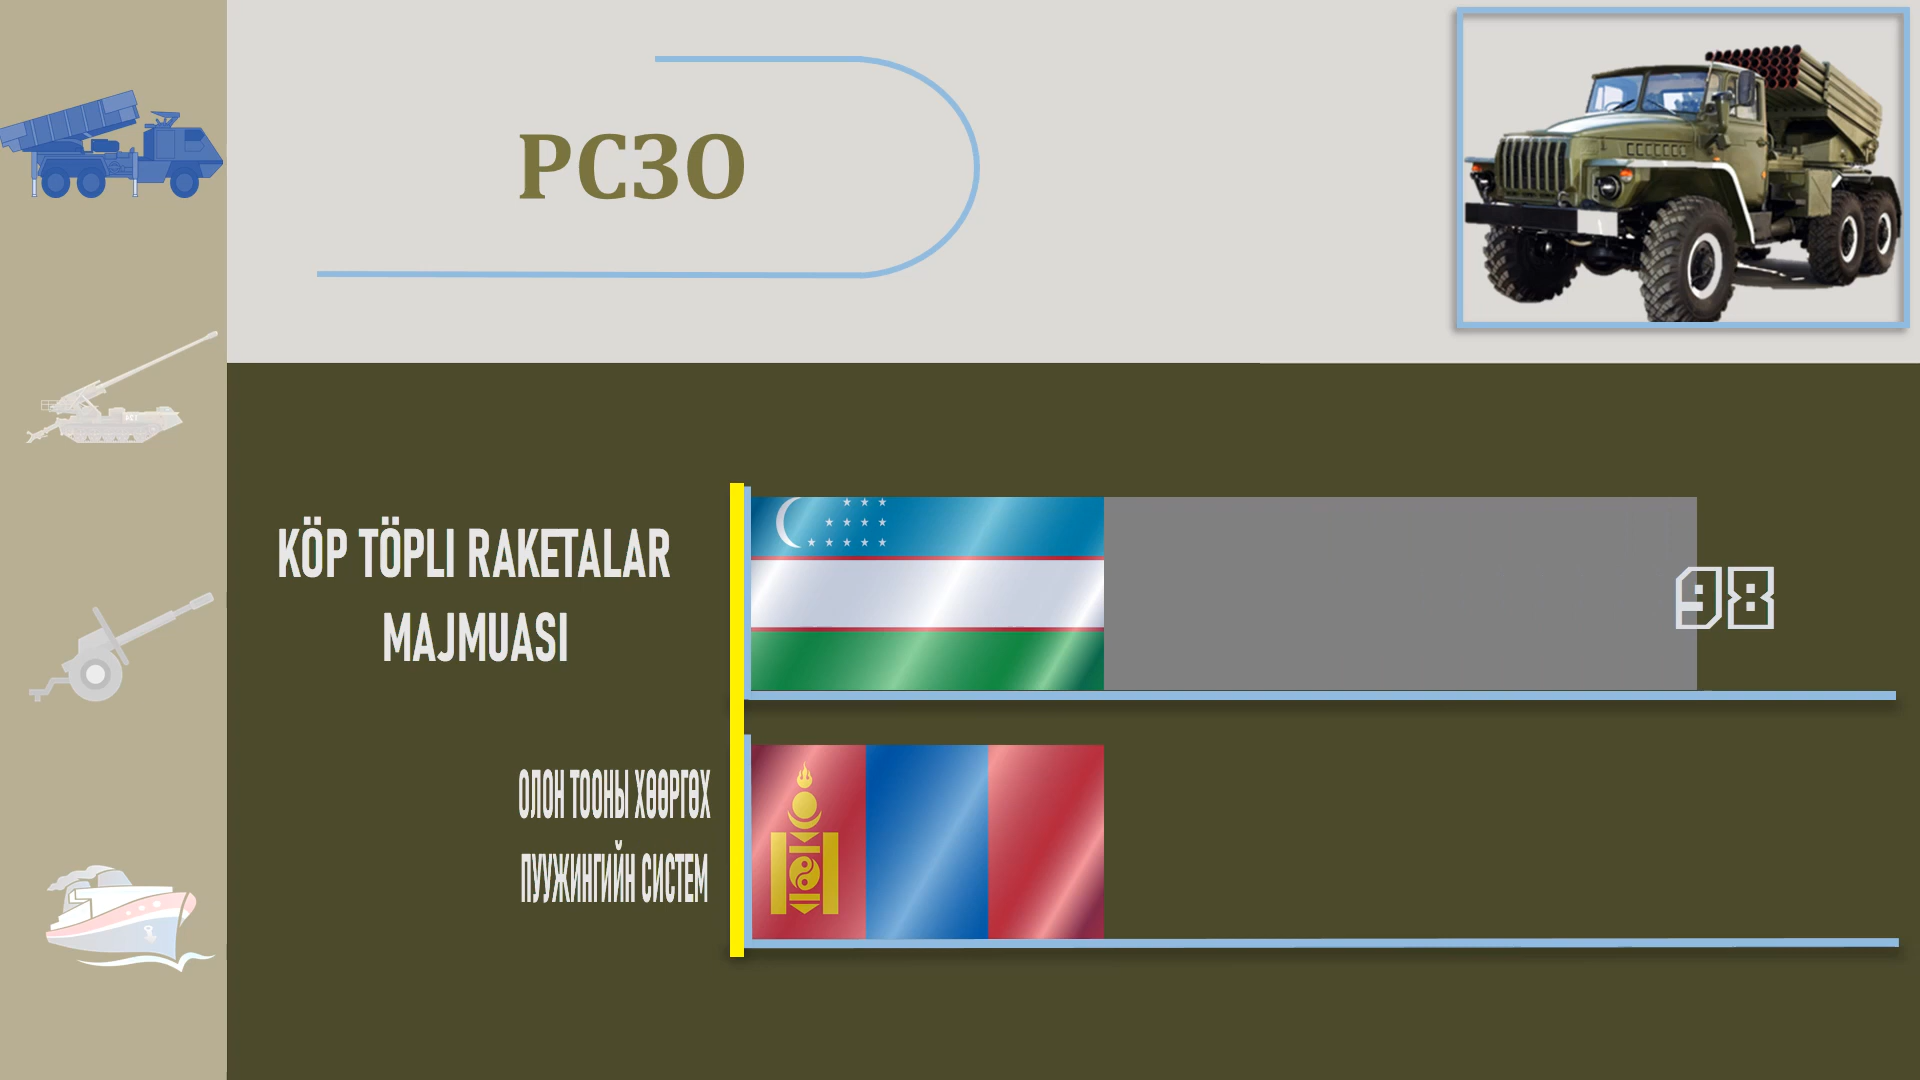 РСЗО
KÖP TÖPLI RAKETALAR
MAJMUASI
98
ОЛОН ТООНЫ ХӨӨРГӨХ
ПУУЖИНГИЙН СИСТЕМ